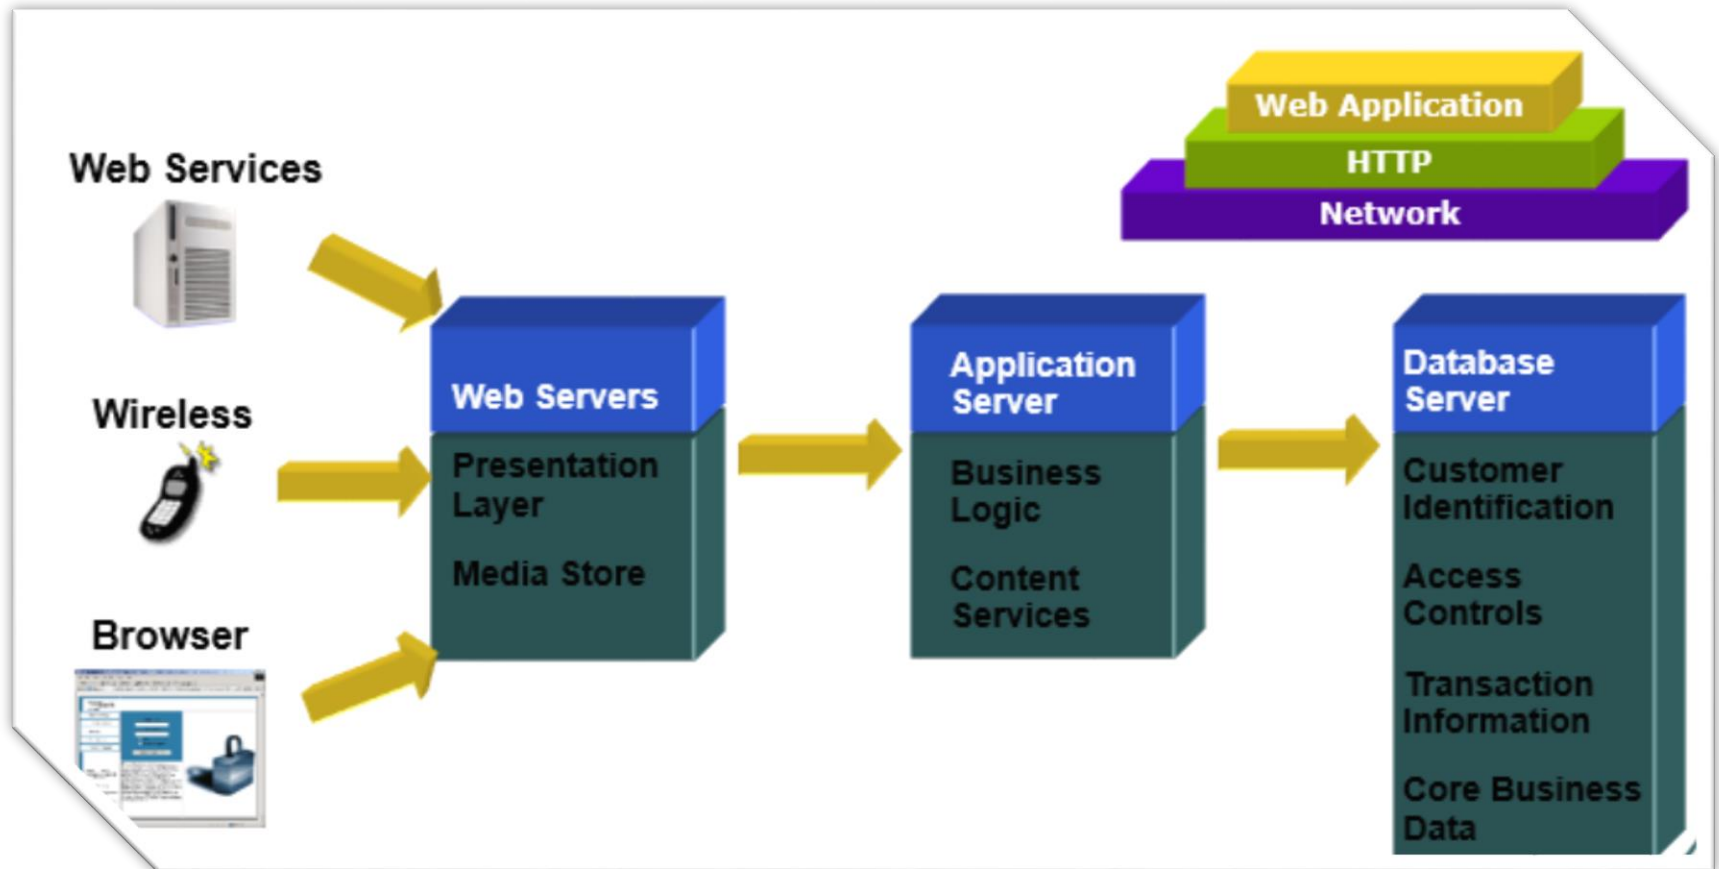 Web Application
HTTP
Network
Web Services
Wireless
Browser
Web Servers
Presentation
Layer
Media Store
Application
Server
Business
Logic
Content
Services
Database
Server
Customer
Identification
Access
Controls
Transaction
Information
Core Business
Data